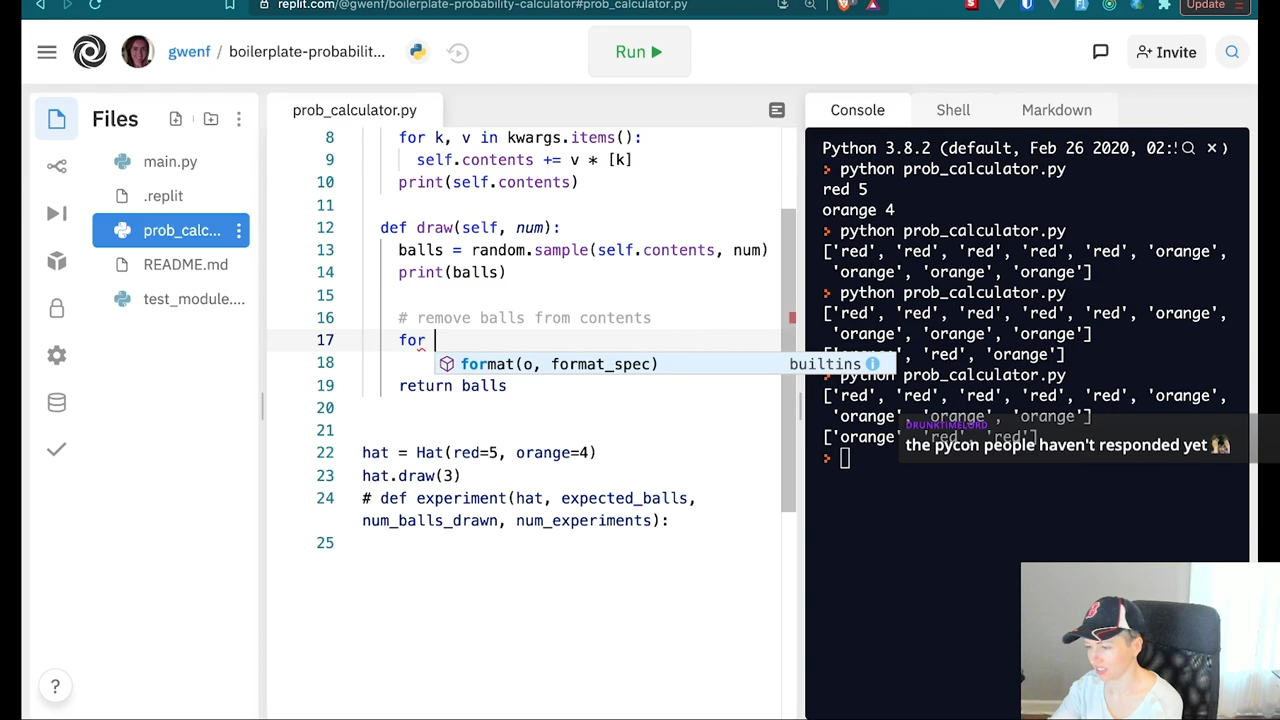 replit.com/@gwenf/boilerplate-probability-calculator#prob_calculator.py
Update
gwenf / boilerplate-probabilit...
Run
Invite
Files
main.py
.replit
prob_calc...
README.md
test_module....
prob_calculator.py
8 for k, v in kwargs.items():
9 self.contents += v * [k]
10 print(self.contents)
11
12 def draw(self, num):
13 balls = random.sample(self.contents, num)
14 print(balls)
15
16 # remove balls from contents
17 for
format(o, format_spec) builtins
18
19 return balls
20
21
22 hat = Hat(red=5, orange=4)
23 hat.draw(3)
24 # def experiment(hat, expected_balls,
num_balls_drawn, num_experiments):
25
?
Console Shell Markdown
Python 3.8.2 (default, Feb 26 2020, 02:
python prob_calculator.py
red 5
orange 4
python prob_calculator.py
['red', 'red', 'red', 'red', 'red', 'orange',
'orange', 'orange', 'orange']
python prob_calculator.py
['red', 'red', 'red', 'red', 'red', 'orange',
'orange', 'orange', 'orange']
'red', 'orange']
python prob_calculator.py
['red', 'red', 'red', 'red', 'red', 'orange',
'orange', 'orange', 'orange']
['orange', 'red', 'red']
DRUNKTIMELORD
the pycon people haven't responded yet